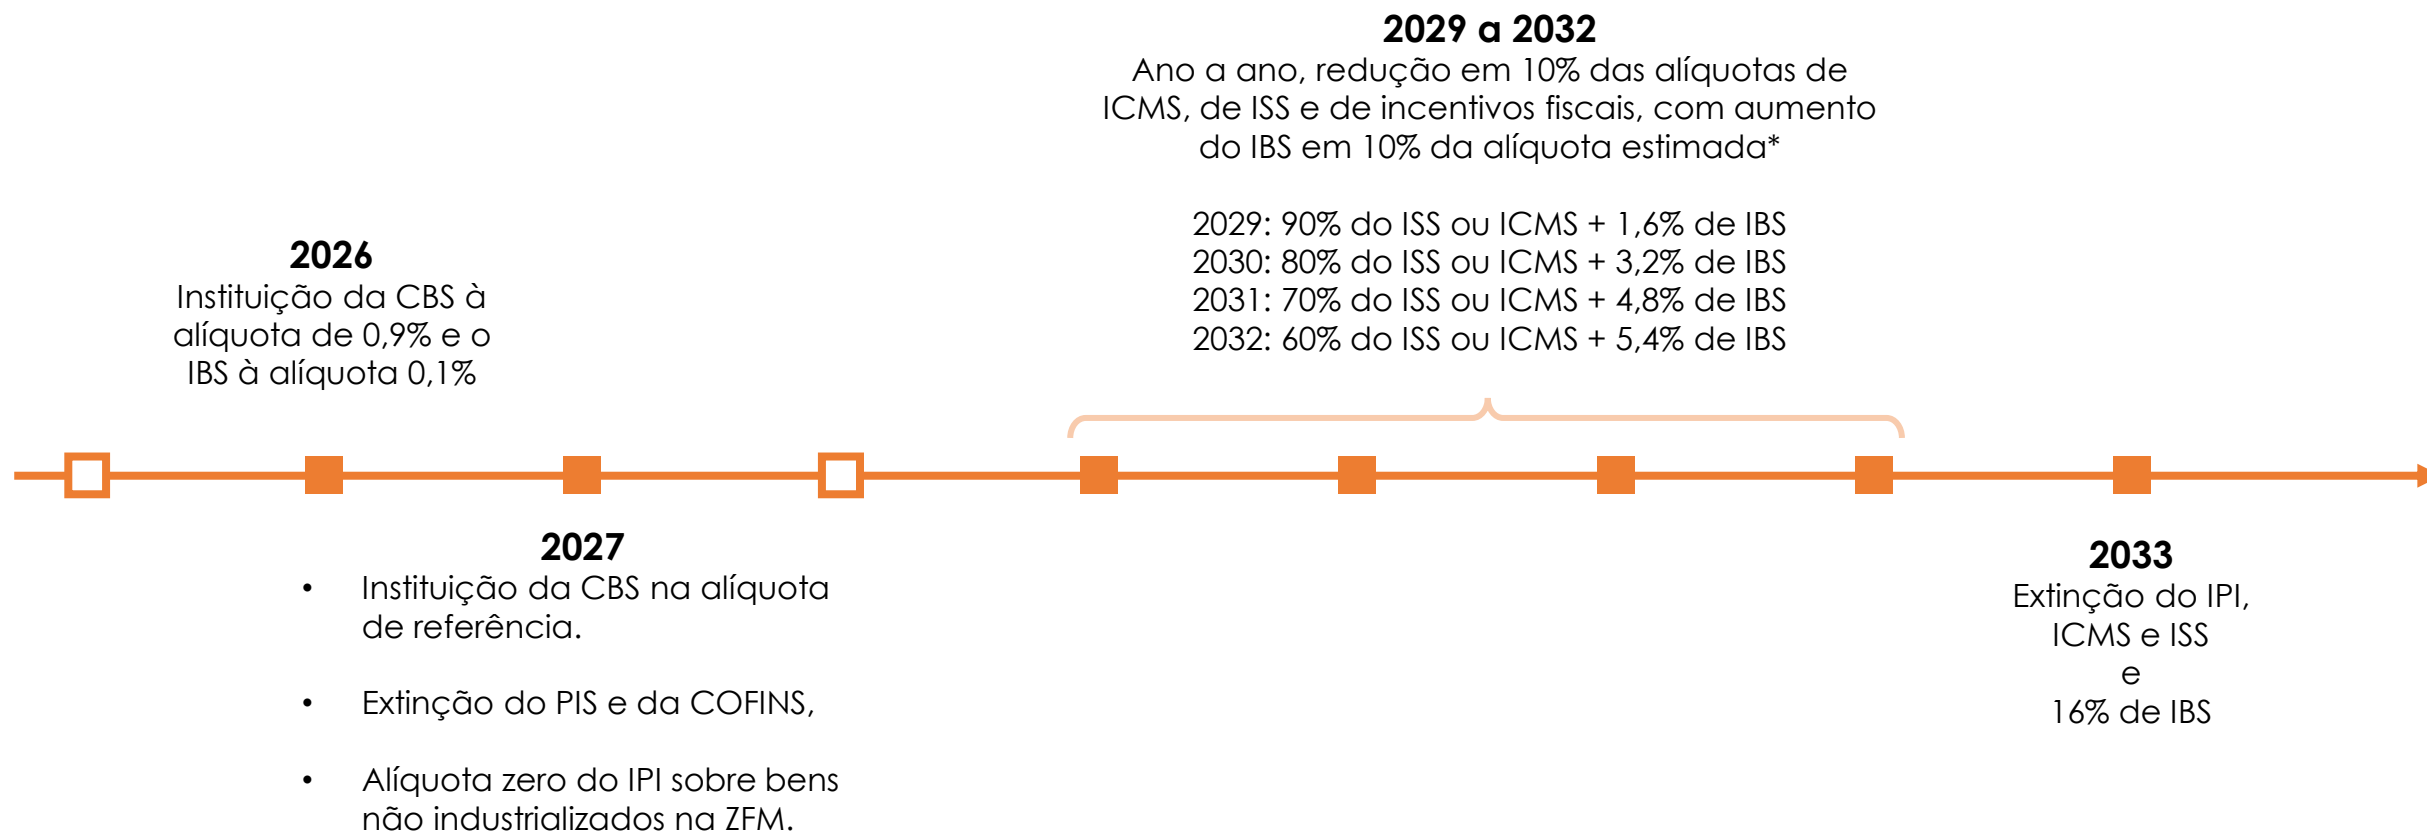 2029 a 2032
Ano a ano, redução em 10% das alíquotas de
ICMS, de ISS e de incentivos fiscais, com aumento
do IBS em 10% da alíquota estimada*
2029: 90% do ISS ou ICMS + 1,6% de IBS
2030: 80% do ISS ou ICMS + 3,2% de IBS
2031: 70% do ISS ou ICMS + 4,8% de IBS
2032: 60% do ISS ou ICMS + 5,4% de IBS
2026
Instituição da CBS à
alíquota de 0,9% e o
IBS à alíquota 0,1%
2027
• Instituição da CBS na alíquota
de referência.
• Extinção do PIS e da COFINS,
• Alíquota zero do IPI sobre bens
não industrializados na ZFM.
2033
Extinção do IPI,
ICMS e ISS
e
16% de IBS